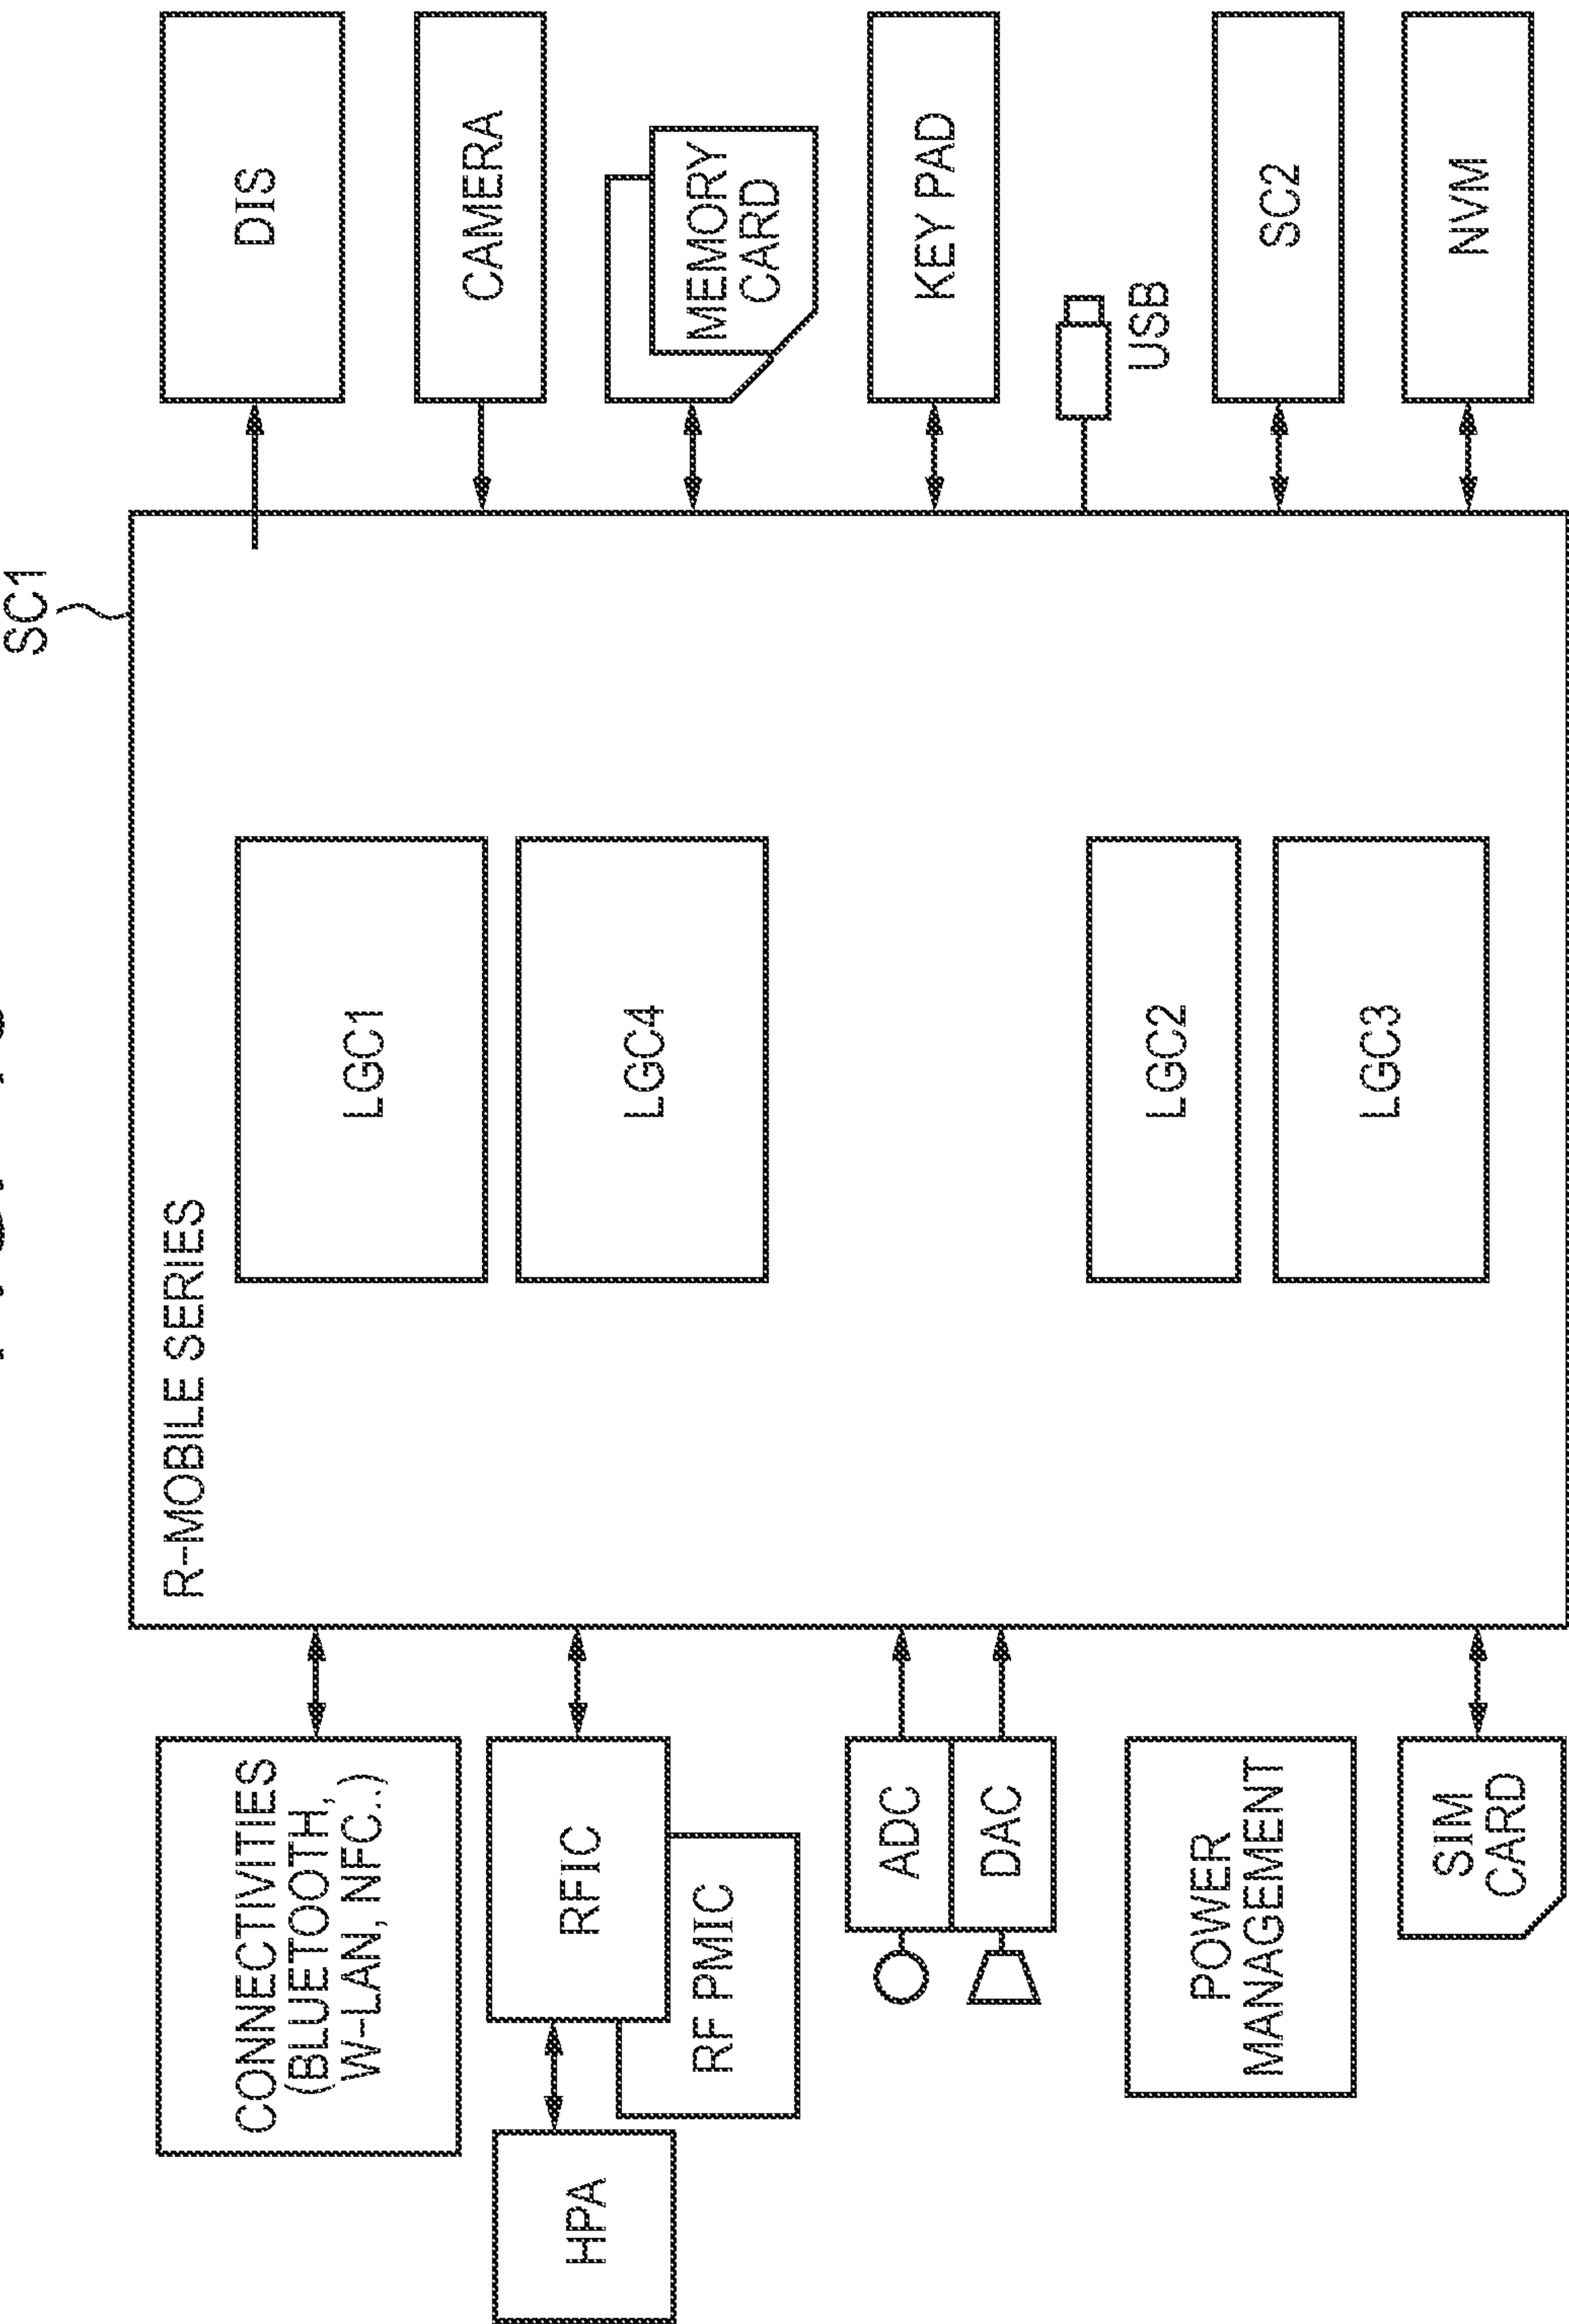 SC1
R-MOBILE SERIES
LGC1
LGC4
LGC2
LGC3
CONNECTIVITIES
(BLUETOOTH,
W-LAN, NFC..)
RFIC
RF PMIC
HPA
ADC
DAC
POWER
MANAGEMENT
SIM
CARD
DIS
CAMERA
MEMORY
CARD
KEY PAD
USB
SC2
NVM